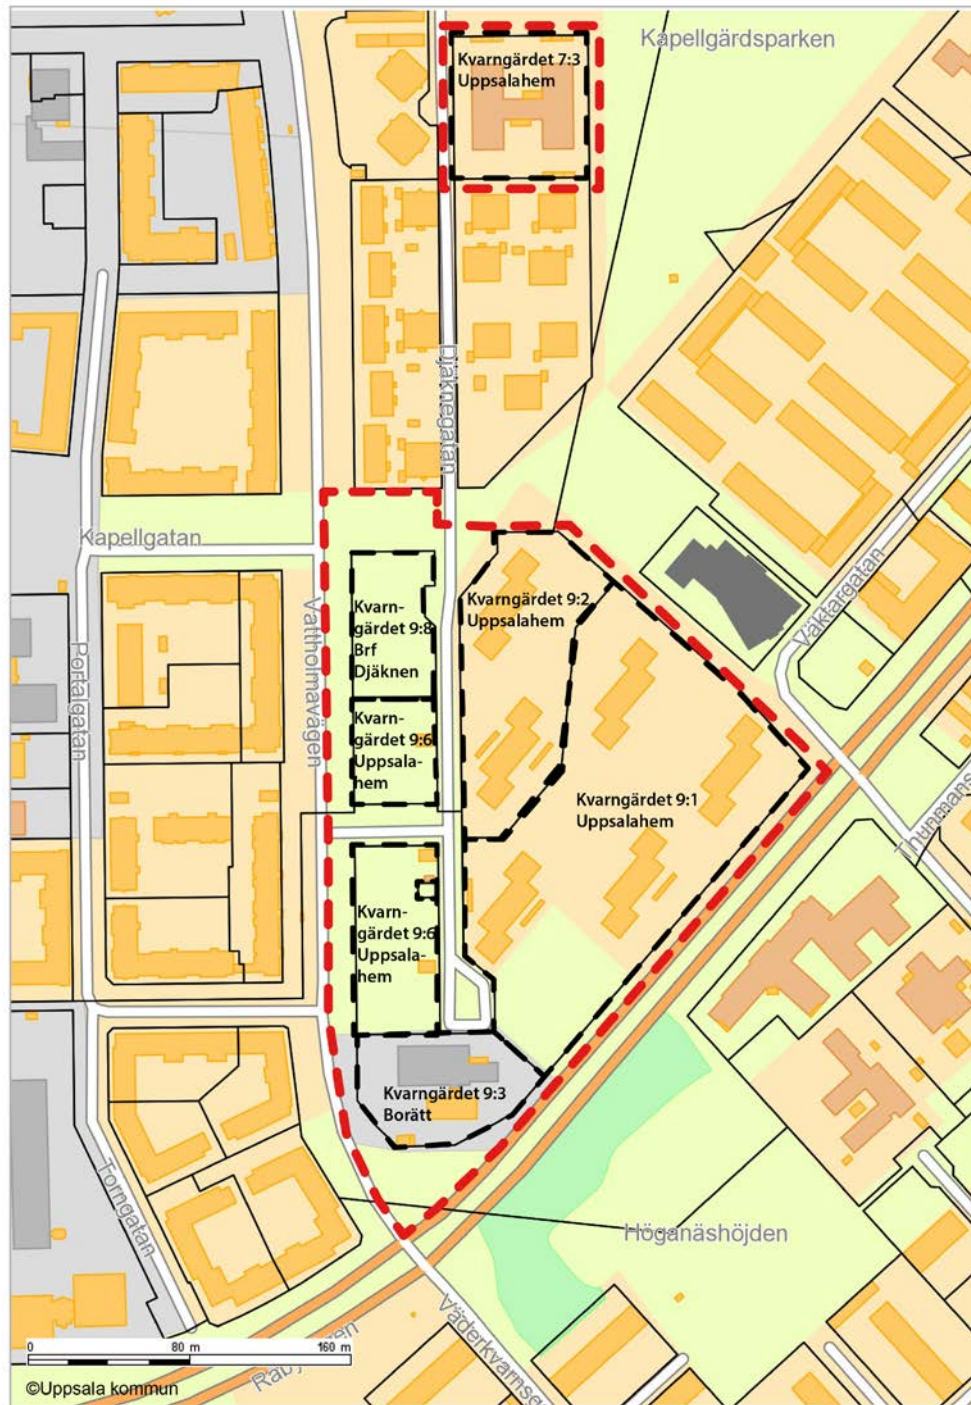 Kapellgärdsparken
Kvarngärdet 7:3
Uppsalahem
Djäknegatan
Kapellgatan
Vattholmavägen
Portalgatan
Väktargatan
Kvarn-
gärdet 9:8
Brf
Djäknen
Kvarngärdet 9:2
Uppsalahem
Kvarn-
gärdet 9:6
Uppsala-
hem
Kvarngärdet 9:1
Uppsalahem
Kvarn-
gärdet 9:6
Uppsala-
hem
Kvarngärdet 9:3
Borätt
Torngatan
Höganäshöjden
0 80 m 160 m
©Uppsala kommun